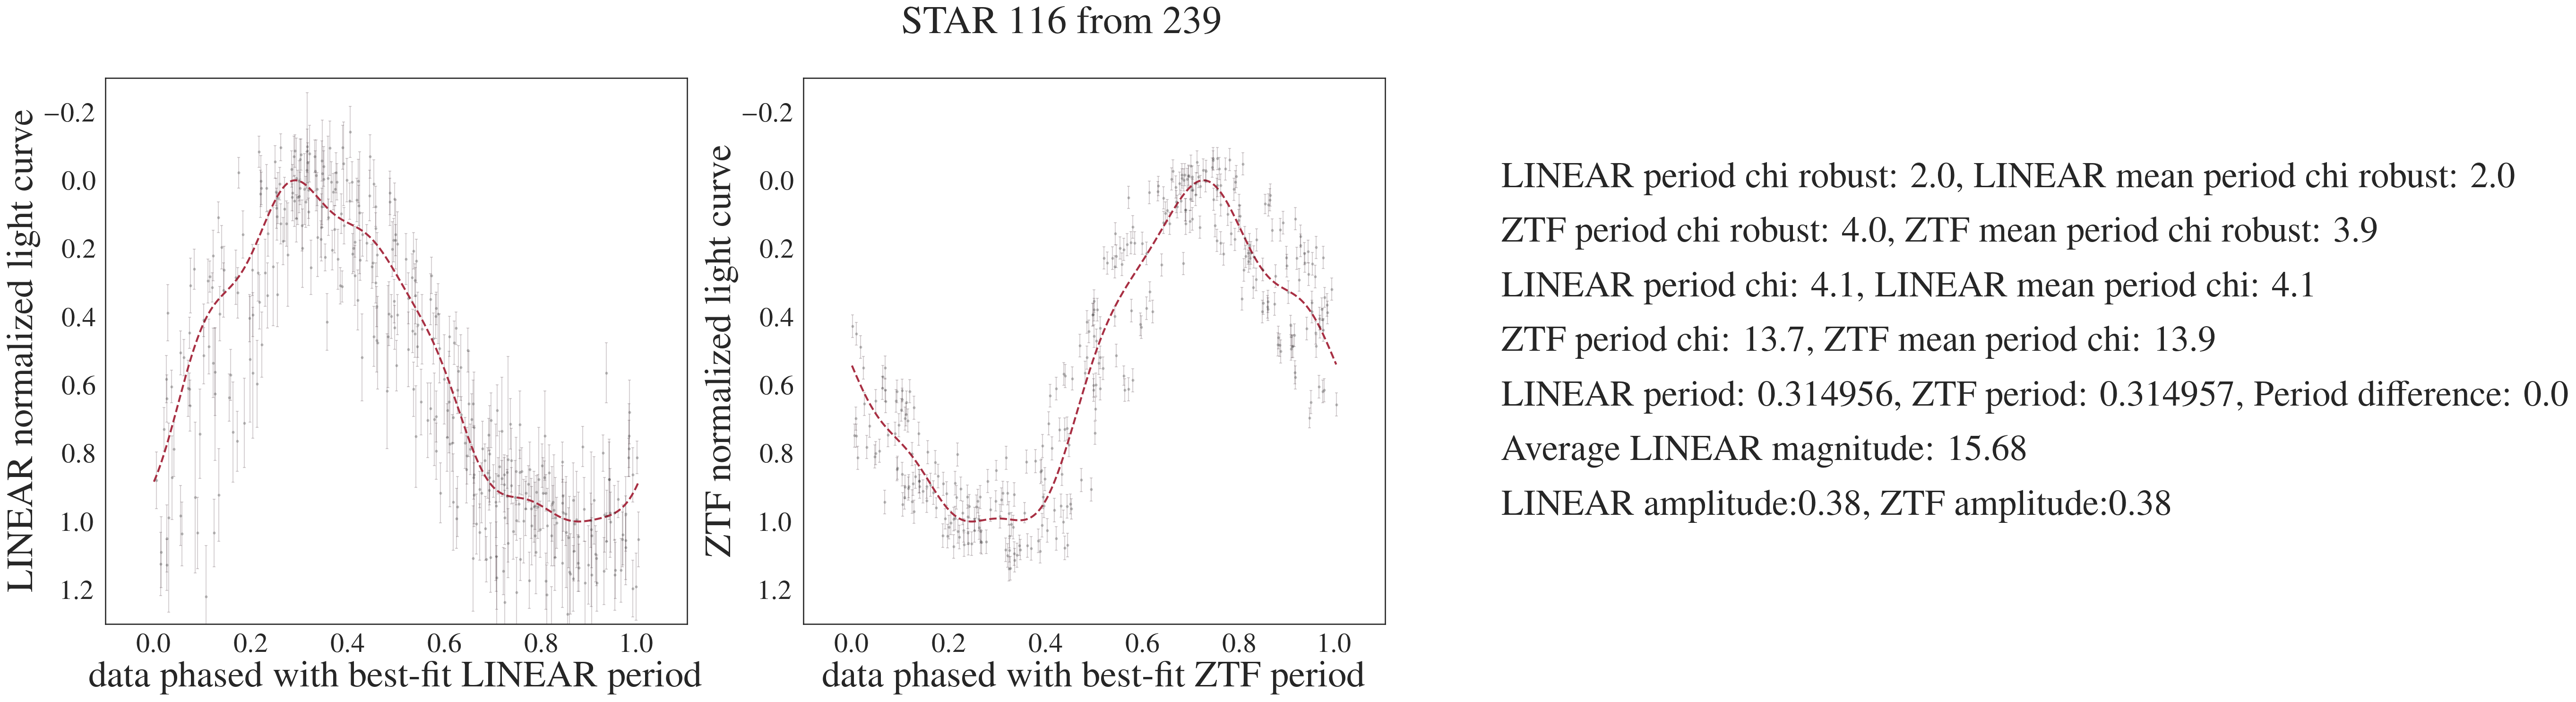 STAR 116 from 239
LINEAR normalized light curve
−0.2
0.0
0.2
0.4
0.6
0.8
1.0
1.2
0.0 0.2 0.4 0.6 0.8 1.0
data phased with best-fit LINEAR period
ZTF normalized light curve
−0.2
0.0
0.2
0.4
0.6
0.8
1.0
1.2
0.0 0.2 0.4 0.6 0.8 1.0
data phased with best-fit ZTF period
LINEAR period chi robust: 2.0, LINEAR mean period chi robust: 2.0
ZTF period chi robust: 4.0, ZTF mean period chi robust: 3.9
LINEAR period chi: 4.1, LINEAR mean period chi: 4.1
ZTF period chi: 13.7, ZTF mean period chi: 13.9
LINEAR period: 0.314956, ZTF period: 0.314957, Period difference: 0.0
Average LINEAR magnitude: 15.68
LINEAR amplitude:0.38, ZTF amplitude:0.38